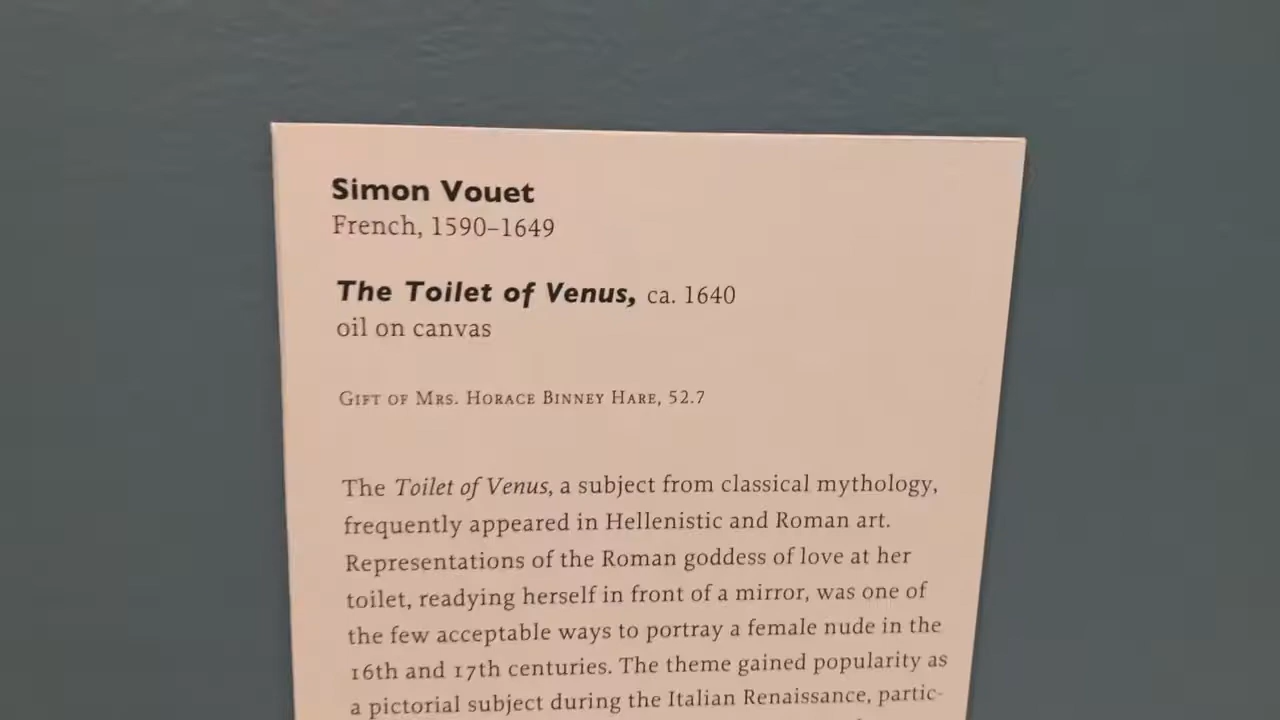 Simon Vouet
French, 1590–1649
The Toilet of Venus, ca. 1640
oil on canvas
Gift of Mrs. Horace Binney Hare, 52.7
The Toilet of Venus, a subject from classical mythology,
frequently appeared in Hellenistic and Roman art.
Representations of the Roman goddess of love at her
toilet, readying herself in front of a mirror, was one of
the few acceptable ways to portray a female nude in the
16th and 17th centuries. The theme gained popularity as
a pictorial subject during the Italian Renaissance, partic-